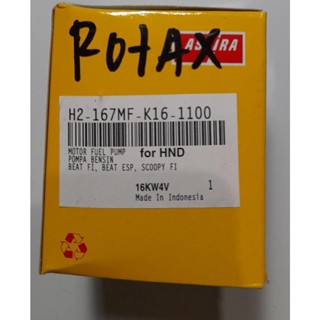 ROtAX
ASPIRA
H2-167MF-K16-1100
MOTOR FUEL PUMP for HND
POMPA BENSIN
BEAT FI, BEAT ESP, SCOOPY FI
16KW4V 1
Made In Indonesia